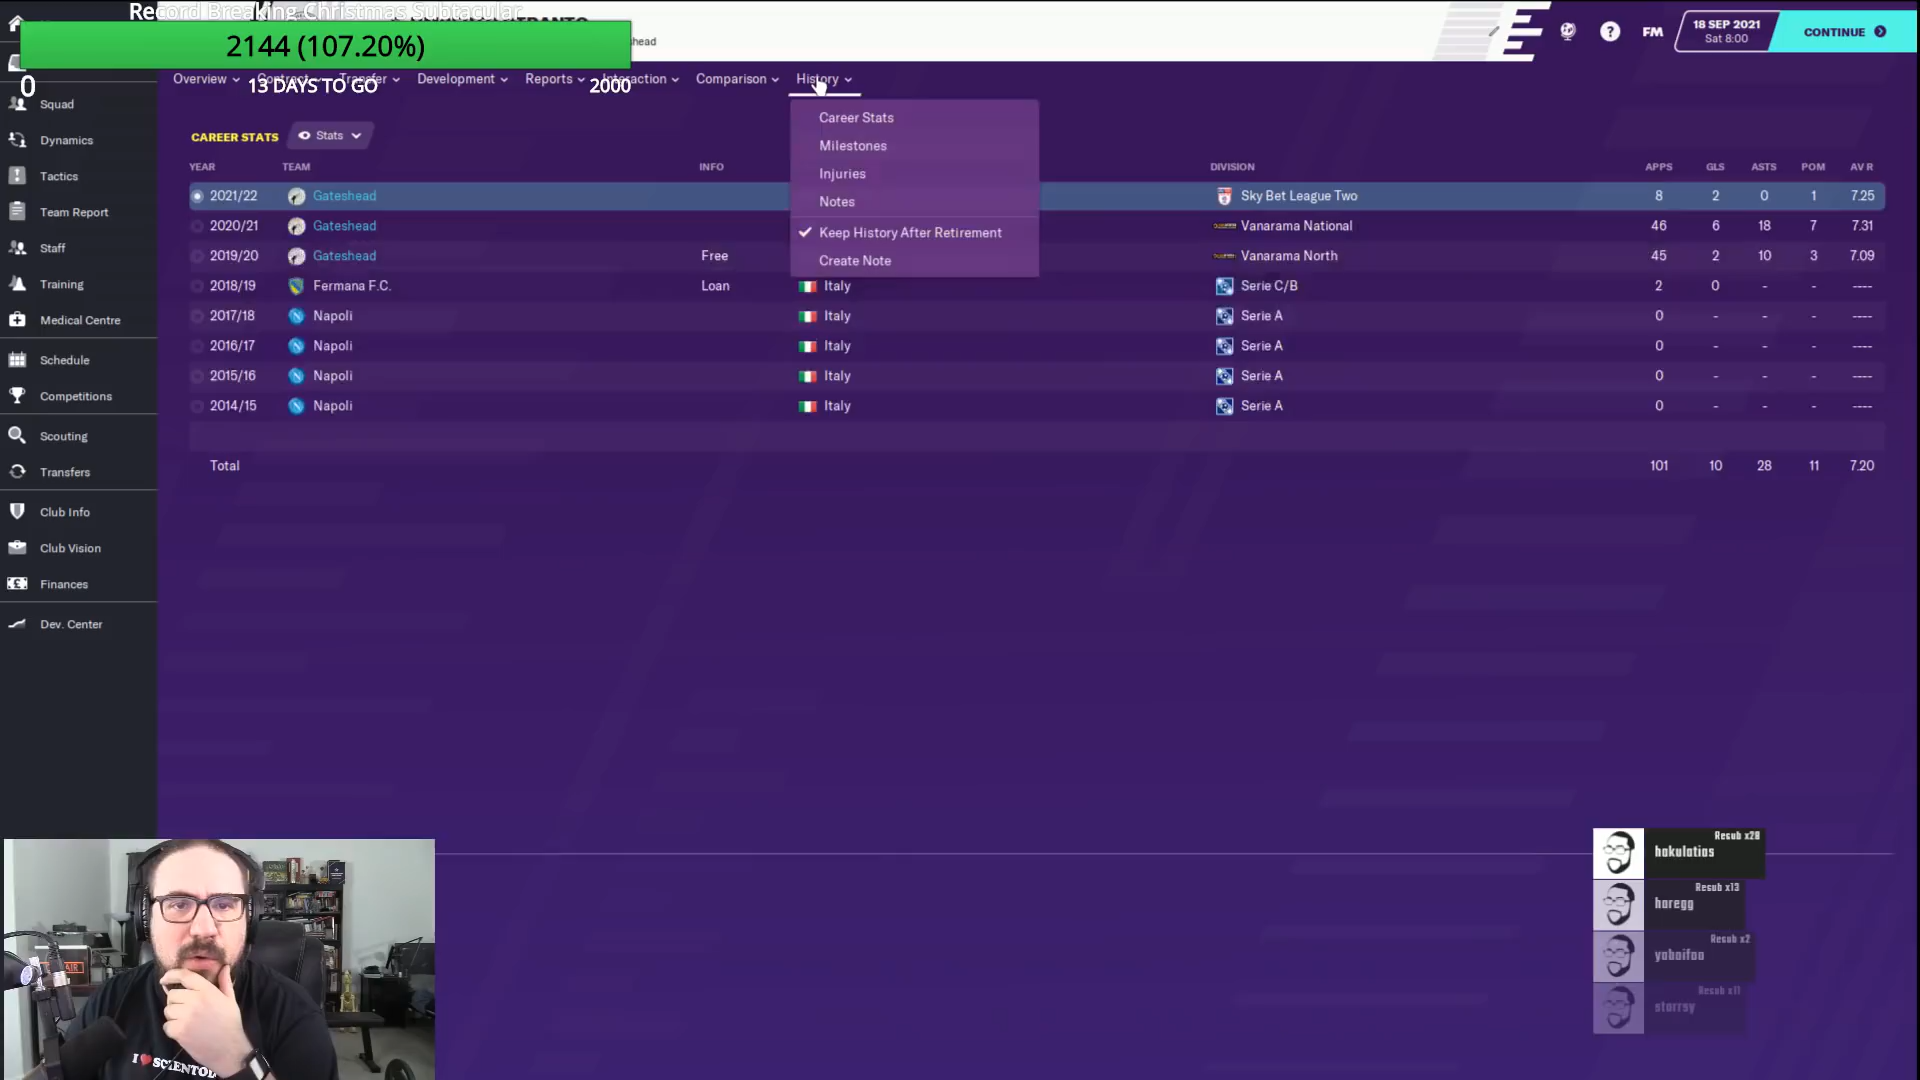 Record Breaking Christmas Subtacular
2144 (107.20%)
0
13 DAYS TO GO
2000
head
FM
18 SEP 2021
Sat 8:00
CONTINUE
Overview
Contract
Transfer
Development
Reports
Interaction
Comparison
History
Squad
Dynamics
Tactics
Team Report
Staff
Training
Medical Centre
Schedule
Competitions
Scouting
Transfers
Club Info
Club Vision
Finances
Dev. Center
Career Stats
Milestones
Injuries
Notes
Keep History After Retirement
Create Note
CAREER STATS
Stats
YEAR TEAM INFO DIVISION APPS GLS ASTS POM AV R
2021/22 Gateshead Sky Bet League Two 8 2 0 1 7.25
2020/21 Gateshead Vanarama National 46 6 18 7 7.31
2019/20 Gateshead Free Vanarama North 45 2 10 3 7.09
2018/19 Fermana F.C. Loan Italy Serie C/B 2 0 - - ----
2017/18 Napoli Italy Serie A 0 - - - ----
2016/17 Napoli Italy Serie A 0 - - - ----
2015/16 Napoli Italy Serie A 0 - - - ----
2014/15 Napoli Italy Serie A 0 - - - ----
Total 101 10 28 11 7.20
Resub x28
hakulatias
Resub x13
haregg
Resub x2
yabaifaa
Resub x11
starrsy
I ❤ SCIENTOL